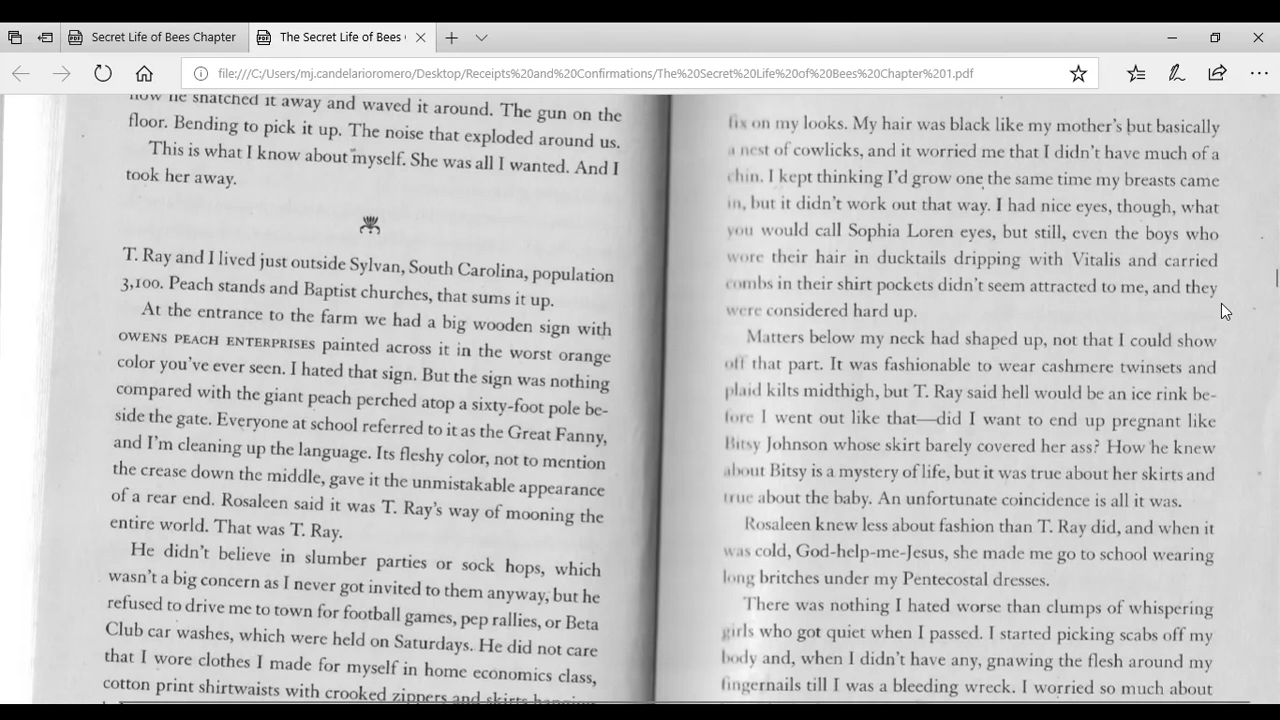 Secret Life of Bees Chapter
The Secret Life of Bees
file:///C:/Users/mj.candelarioromero/Desktop/Receipts%20and%20Confirmations/The%20Secret%20Life%20of%20Bees%20Chapter%201.pdf
now he snatched it away and waved it around. The gun on the
floor. Bending to pick it up. The noise that exploded around us.
This is what I know about myself. She was all I wanted. And I
took her away.
T. Ray and I lived just outside Sylvan, South Carolina, population
3,100. Peach stands and Baptist churches, that sums it up.
At the entrance to the farm we had a big wooden sign with
OWENS PEACH ENTERPRISES painted across it in the worst orange
color you've ever seen. I hated that sign. But the sign was nothing
compared with the giant peach perched atop a sixty-foot pole be-
side the gate. Everyone at school referred to it as the Great Fanny,
and I'm cleaning up the language. Its fleshy color, not to mention
the crease down the middle, gave it the unmistakable appearance
of a rear end. Rosaleen said it was T. Ray's way of mooning the
entire world. That was T. Ray.
He didn't believe in slumber parties or sock hops, which
wasn't a big concern as I never got invited to them anyway, but he
refused to drive me to town for football games, pep rallies, or Beta
Club car washes, which were held on Saturdays. He did not care
that I wore clothes I made for myself in home economics class,
cotton print shirtwaists with crooked zippers and skirts
fix on my looks. My hair was black like my mother's but basically
a nest of cowlicks, and it worried me that I didn't have much of a
chin. I kept thinking I'd grow one the same time my breasts came
in, but it didn't work out that way. I had nice eyes, though, what
you would call Sophia Loren eyes, but still, even the boys who
wore their hair in ducktails dripping with Vitalis and carried
combs in their shirt pockets didn't seem attracted to me, and they
were considered hard up.
Matters below my neck had shaped up, not that I could show
off that part. It was fashionable to wear cashmere twinsets and
plaid kilts midthigh, but T. Ray said hell would be an ice rink be-
fore I went out like that—did I want to end up pregnant like
Bitsy Johnson whose skirt barely covered her ass? How he knew
about Bitsy is a mystery of life, but it was true about her skirts and
true about the baby. An unfortunate coincidence is all it was.
Rosaleen knew less about fashion than T. Ray did, and when it
was cold, God-help-me-Jesus, she made me go to school wearing
long britches under my Pentecostal dresses.
There was nothing I hated worse than clumps of whispering
girls who got quiet when I passed. I started picking scabs off my
body and, when I didn't have any, gnawing the flesh around my
fingernails till I was a bleeding wreck. I worried so much about